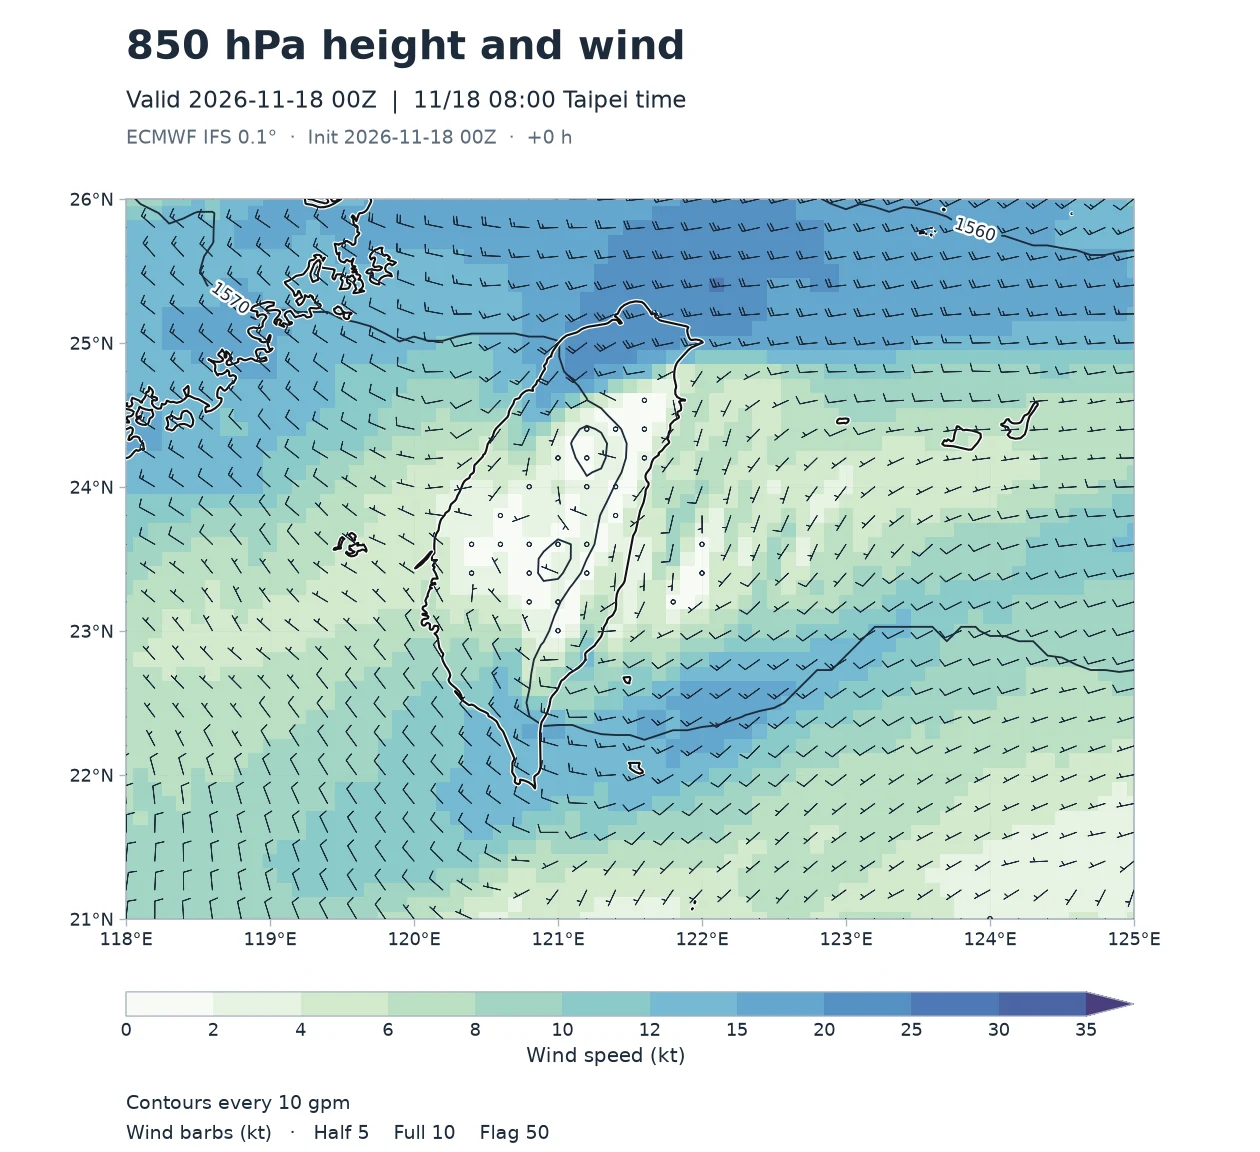 850 hPa height and wind
Valid 2026-11-18 00Z | 11/18 08:00 Taipei time
ECMWF IFS 0.1° · Init 2026-11-18 00Z · +0 h
26°N
1560
1570
25°N
24°N
23°N
22°N
21°N
118°E 119°E 120°E 121°E 122°E 123°E 124°E 125°E
0 2 4 6 8 10 12 15 20 25 30 35
Wind speed (kt)
Contours every 10 gpm
Wind barbs (kt) · Half 5 Full 10 Flag 50